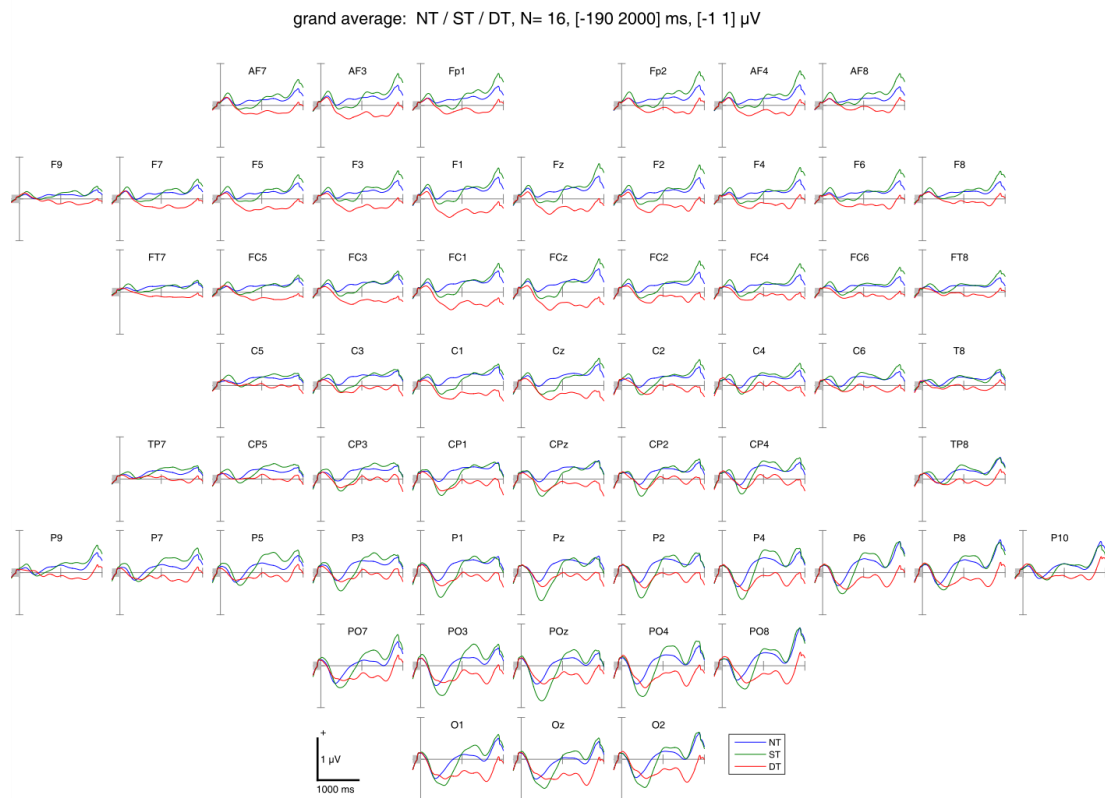 grand average: NT / ST / DT, N= 16, [-190 2000] ms, [-1 1] µV
AF7 AF3 Fp1 Fp2 AF4 AF8
F9 F7 F5 F3 F1 Fz F2 F4 F6 F8
FT7 FC5 FC3 FC1 FCz FC2 FC4 FC6 FT8
C5 C3 C1 Cz C2 C4 C6 T8
TP7 CP5 CP3 CP1 CPz CP2 CP4 TP8
P9 P7 P5 P3 P1 Pz P2 P4 P6 P8 P10
PO7 PO3 POz PO4 PO8
O1 Oz O2
+
1 µV
1000 ms
NT
ST
DT